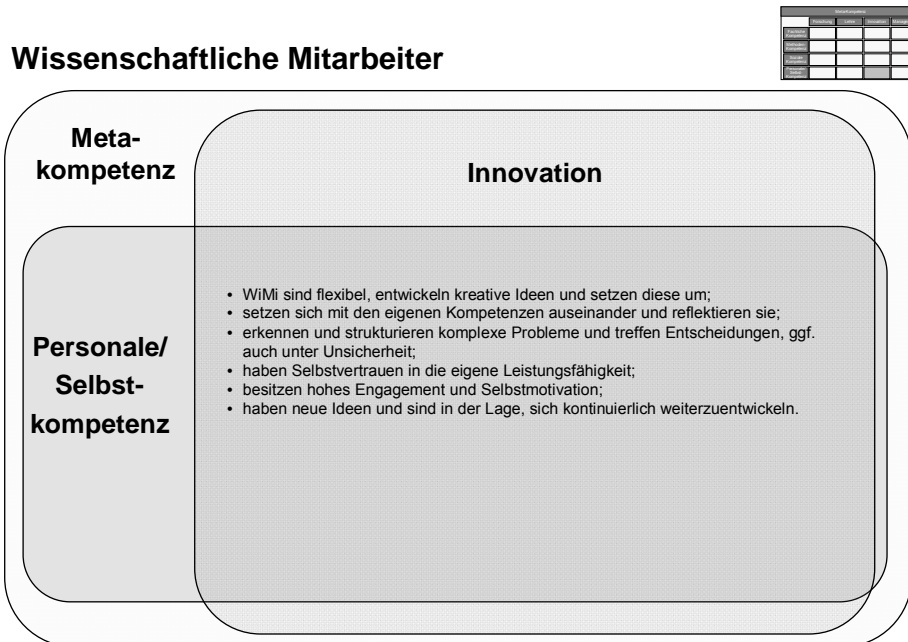 Wissenschaftliche Mitarbeiter
Forschung
Lehre
Innovation
Meta-
kompetenz
Innovation
• WiMi sind flexibel, entwickeln kreative Ideen und setzen diese um;
• setzen sich mit den eigenen Kompetenzen auseinander und reflektieren sie;
• erkennen und strukturieren komplexe Probleme und treffen Entscheidungen, ggf.
auch unter Unsicherheit;
• haben Selbstvertrauen in die eigene Leistungsfähigkeit;
• besitzen hohes Engagement und Selbstmotivation;
• haben neue Ideen und sind in der Lage, sich kontinuierlich weiterzuentwickeln.
Personale/
Selbst-
kompetenz